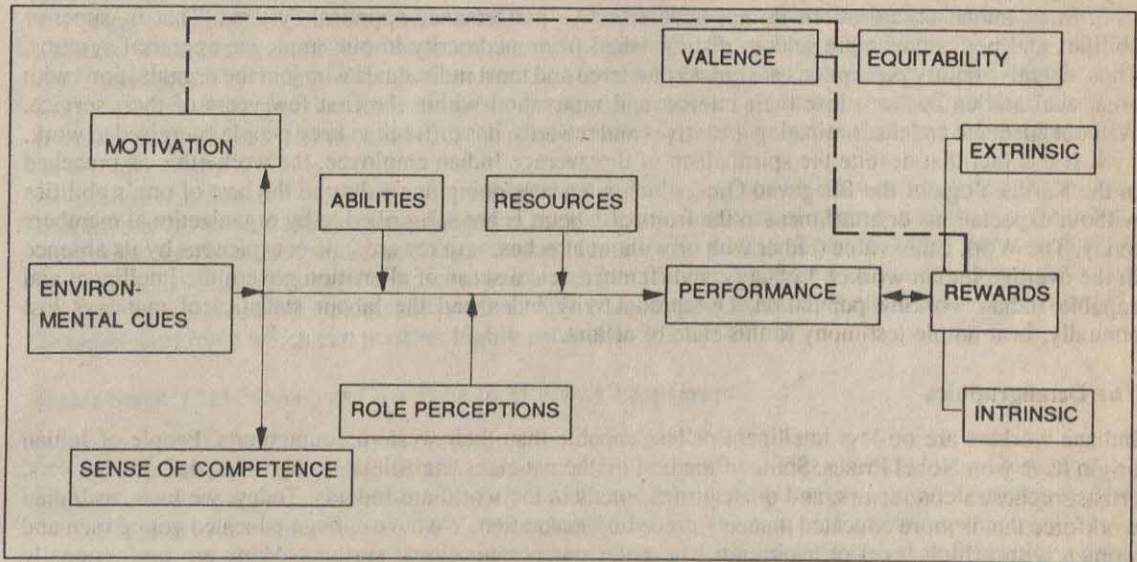 VALENCE
EQUITABILITY
MOTIVATION
EXTRINSIC
ABILITIES
RESOURCES
ENVIRON-
MENTAL CUES
PERFORMANCE
REWARDS
ROLE PERCEPTIONS
INTRINSIC
SENSE OF COMPETENCE